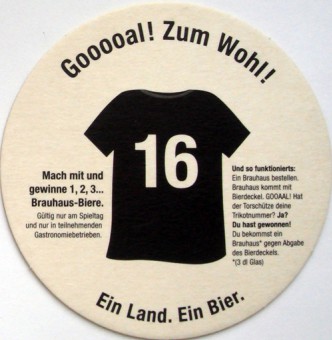 Gooooal! Zum Wohl!
16
Mach mit und
gewinne 1, 2, 3...
Brauhaus-Biere.
Gültig nur am Spieltag
und nur in teilnehmenden
Gastronomiebetrieben.
Und so funktionierts:
Ein Brauhaus bestellen.
Brauhaus kommt mit
Bierdeckel. GOOAAL! Hat
der Torschütze deine
Trikotnummer? Ja?
Du hast gewonnen!
Du bekommst ein
Brauhaus* gegen Abgabe
des Bierdeckels.
*(3 dl Glas)
Ein Land. Ein Bier.